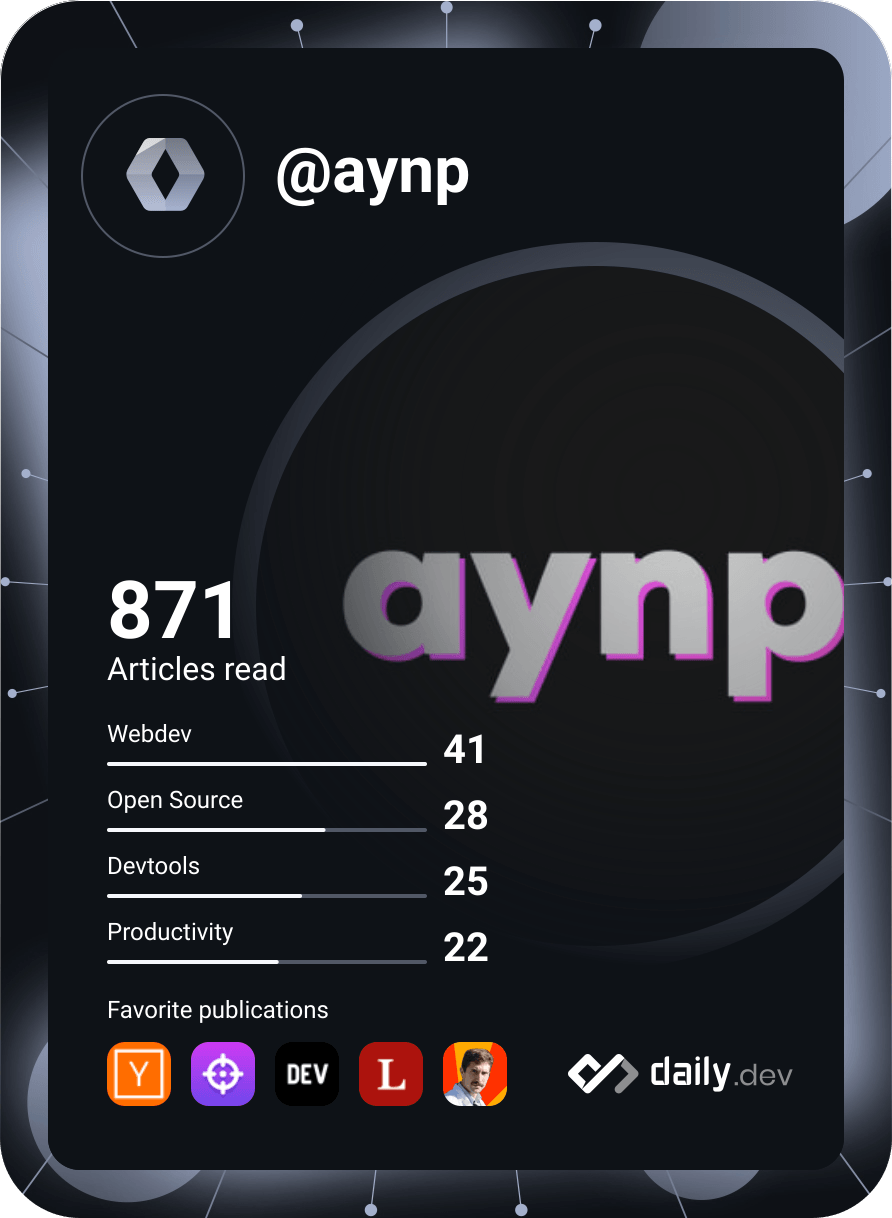 @aynp
aynp
871
Articles read
Webdev
41
Open Source
28
Devtools
25
Productivity
22
Favorite publications
Y
DEV
L
daily.dev